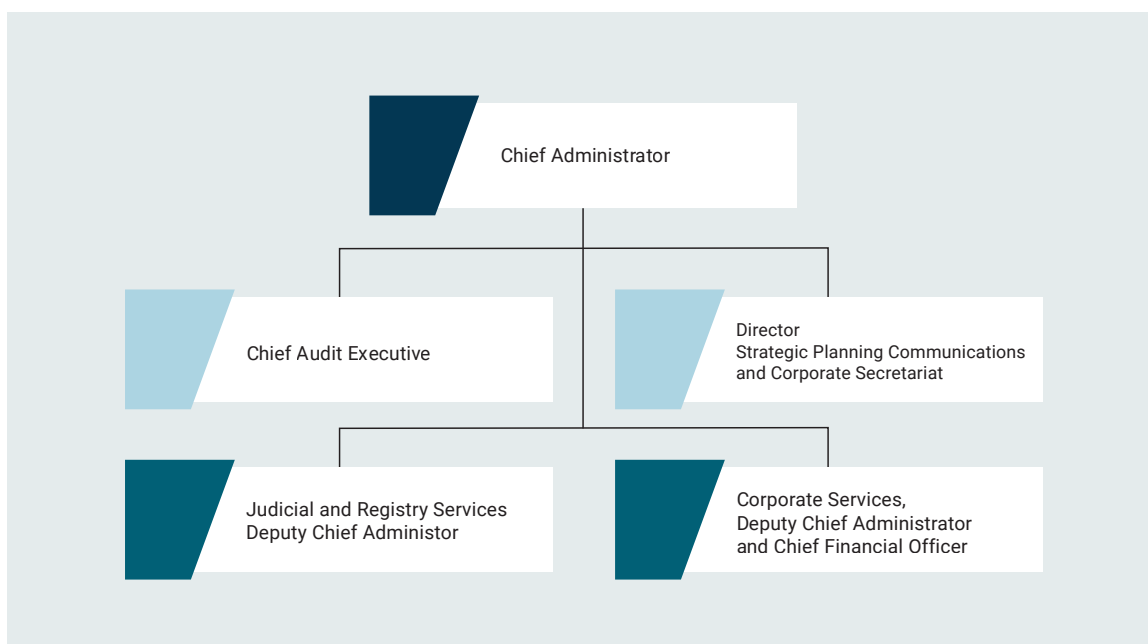 Chief Administrator
Chief Audit Executive
Director
Strategic Planning Communications
and Corporate Secretariat
Judicial and Registry Services
Deputy Chief Administor
Corporate Services,
Deputy Chief Administrator
and Chief Financial Officer